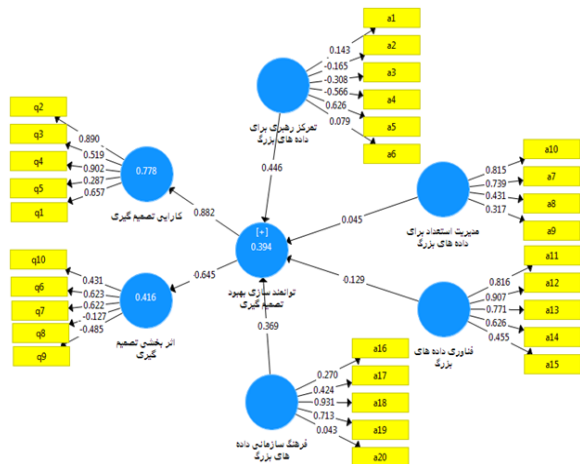 a1
0.143
a2
-0.165
a3
-0.308
a4
-0.566
a5
0.626
a6
0.079
تمرکز رهبری برای
داده های بزرگ
0.446
q2
0.890
q3
0.519
q4
0.902
q5
0.287
q1
0.657
0.778
کارایی تصمیم گیری
0.882
a10
0.815
a7
0.739
a8
0.431
a9
0.317
مدیریت استعداد برای
داده های بزرگ
0.045
[+]
0.394
توانمند سازی بهبود
تصمیم گیری
q10
0.431
q6
0.623
q7
0.622
q8
-0.127
q9
-0.485
0.416
اثر بخشی تصمیم
گیری
-0.645
a11
0.816
a12
0.907
a13
0.771
a14
0.626
a15
0.455
فناوری داده های
بزرگ
0.129
0.369
a16
0.270
a17
0.424
a18
0.931
a19
0.713
a20
0.043
فرهنگ سازمانی داده
های بزرگ